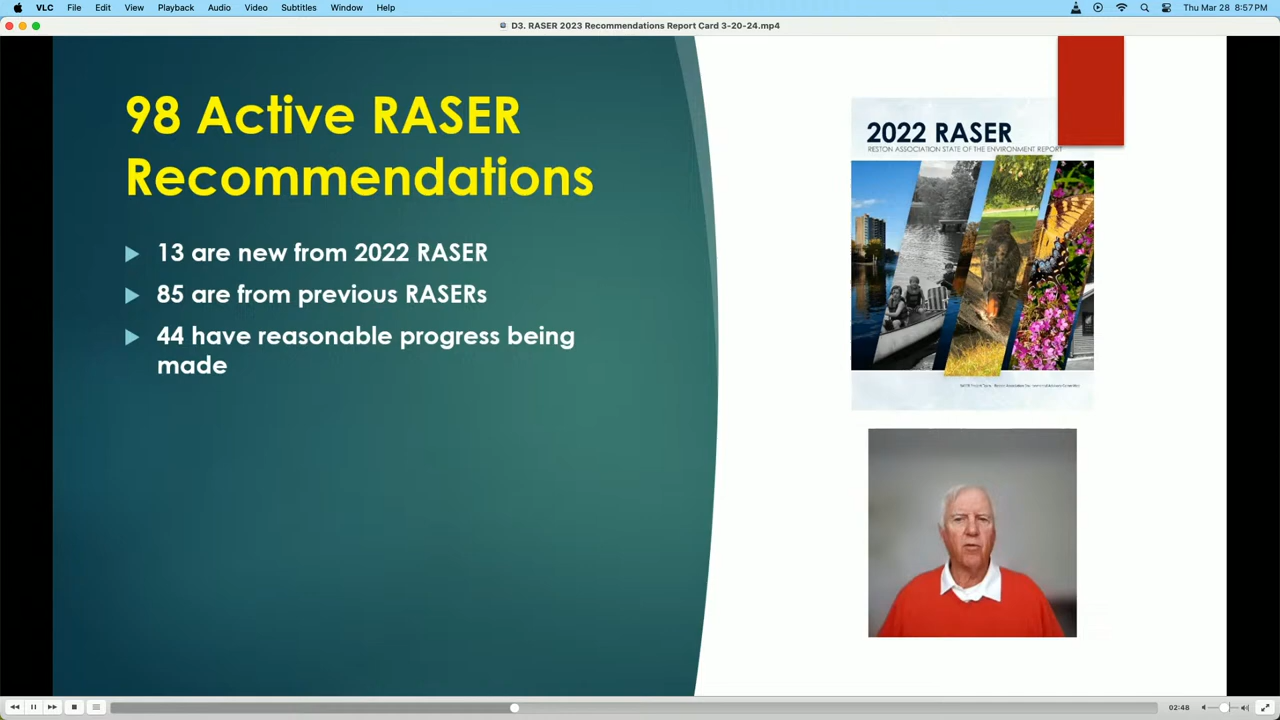 VLC File Edit View Playback Audio Video Subtitles Window Help Thu Mar 28 8:57 PM
D3. RASER 2023 Recommendations Report Card 3-20-24.mp4
98 Active RASER
Recommendations
13 are new from 2022 RASER
85 are from previous RASERs
44 have reasonable progress being
made
2022 RASER
RESTON ASSOCIATION STATE OF THE ENVIRONMENT REPORT
02:48